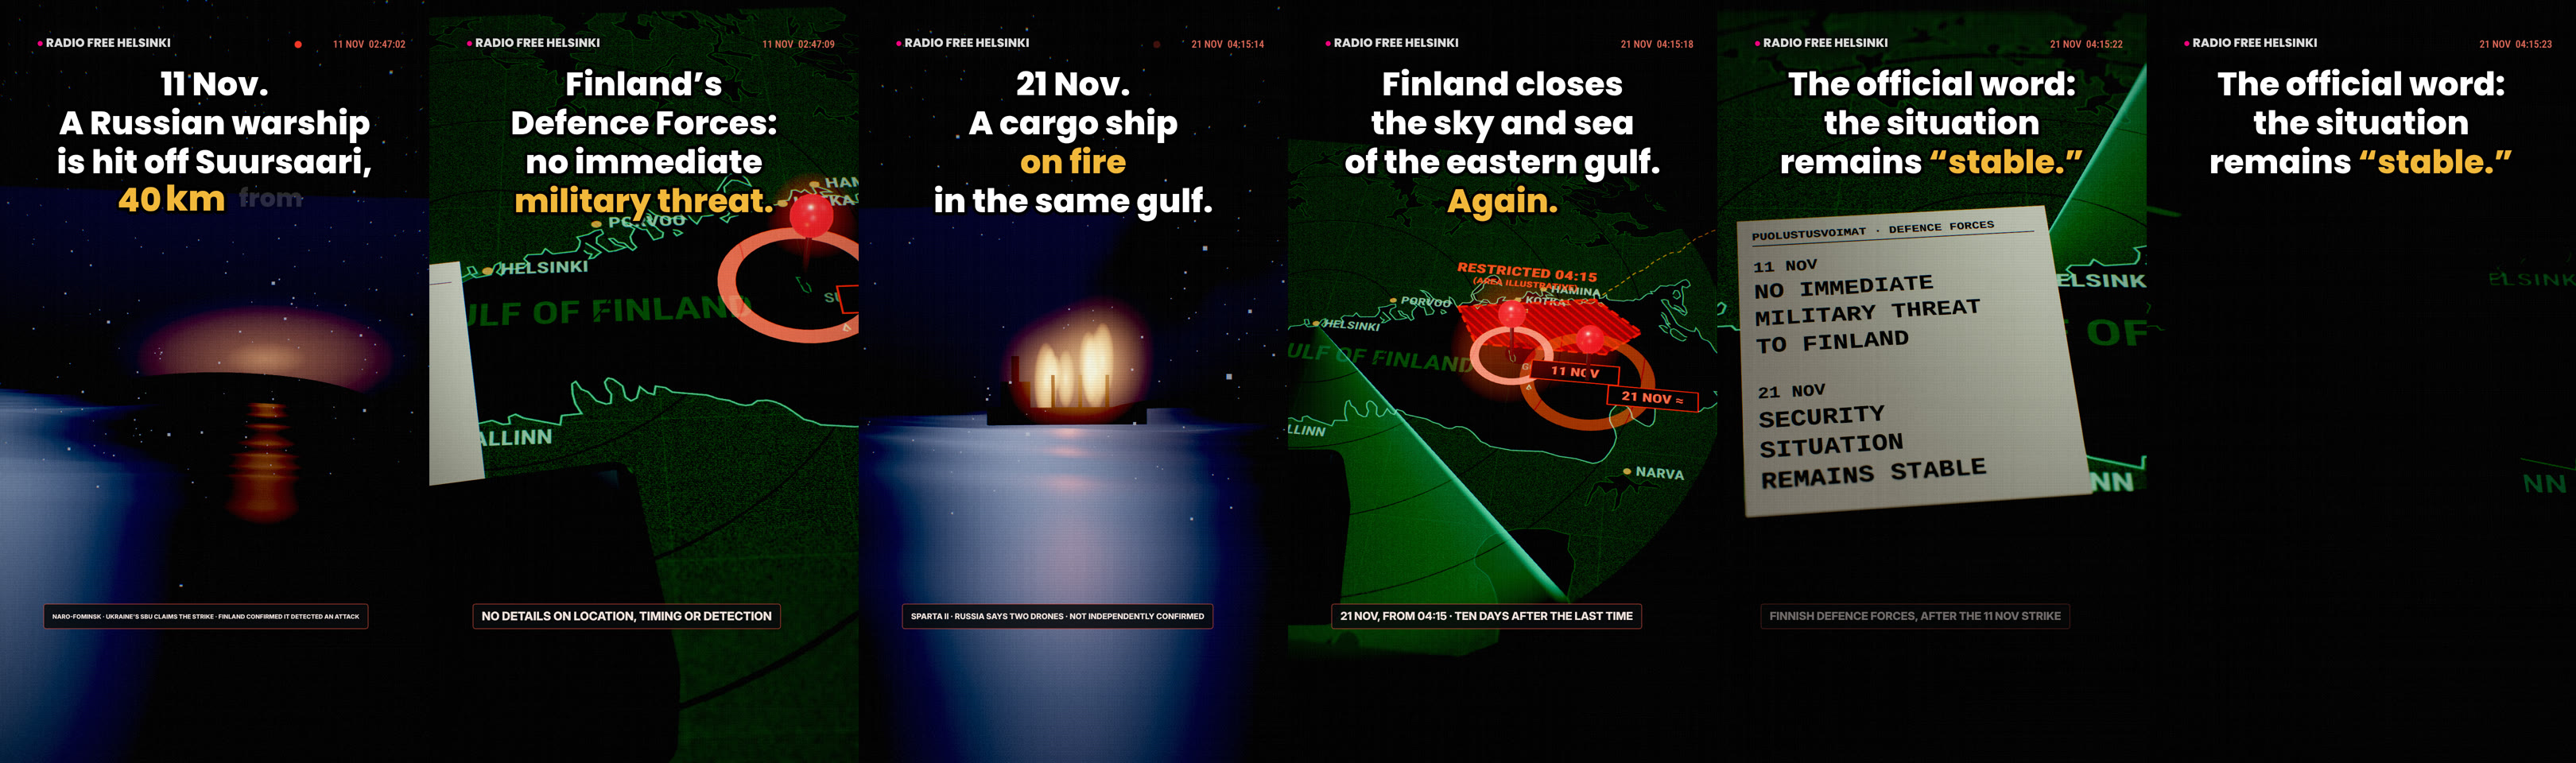 RADIO FREE HELSINKI
11 NOV 02:47:02
11 Nov.
A Russian warship
is hit off Suursaari,
40 km from
NARO-FOMINSK · UKRAINE'S SBU CLAIMS THE STRIKE · FINLAND CONFIRMED IT DETECTED AN ATTACK
RADIO FREE HELSINKI
11 NOV 02:47:09
Finland's
Defence Forces:
no immediate
military threat.
PORVOO
HELSINKI
GULF OF FINLAND
ALLINN
NO DETAILS ON LOCATION, TIMING OR DETECTION
RADIO FREE HELSINKI
21 NOV 04:15:14
21 Nov.
A cargo ship
on fire
in the same gulf.
SPARTA II · RUSSIA SAYS TWO DRONES · NOT INDEPENDENTLY CONFIRMED
RADIO FREE HELSINKI
21 NOV 04:15:18
Finland closes
the sky and sea
of the eastern gulf.
Again.
RESTRICTED 04:15
(AREA ILLUSTRATIVE)
HAMINA
PORVOO
KOTKA
HELSINKI
ULF OF FINLAND
11 NOV
21 NOV ≈
LLINN
NARVA
21 NOV, FROM 04:15 · TEN DAYS AFTER THE LAST TIME
RADIO FREE HELSINKI
21 NOV 04:15:22
The official word:
the situation
remains “stable.”
PUOLUSTUSVOIMAT · DEFENCE FORCES
11 NOV
NO IMMEDIATE
MILITARY THREAT
TO FINLAND
21 NOV
SECURITY
SITUATION
REMAINS STABLE
ELSINK
OF
NN
FINNISH DEFENCE FORCES, AFTER THE 11 NOV STRIKE
RADIO FREE HELSINKI
21 NOV 04:15:23
The official word:
the situation
remains “stable.”
ELSINK
NN